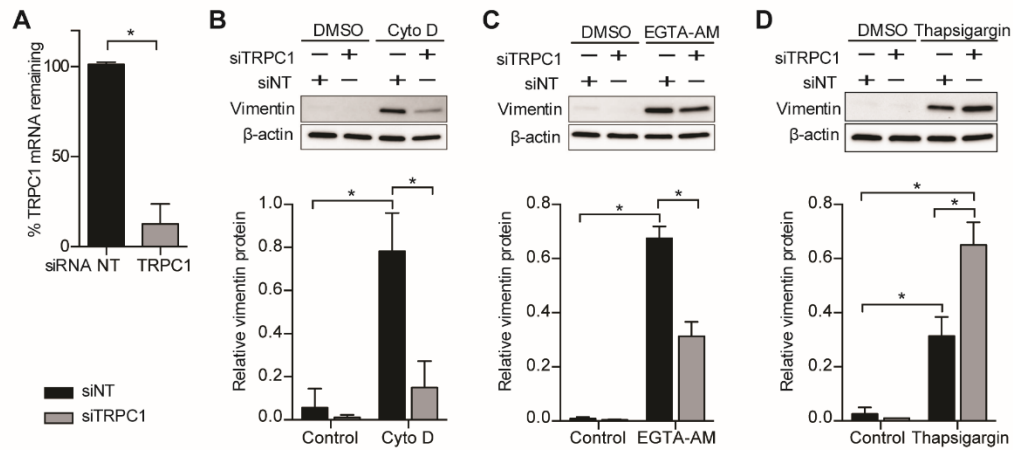 A
% TRPC1 mRNA remaining
100
50
0
*
siRNA NT TRPC1
siNT
siTRPC1
B
DMSO Cyto D
siTRPC1 – + – +
siNT + – + –
Vimentin
β-actin
Relative vimentin protein
1.0
0.8
0.6
0.4
0.2
0.0
* *
Control Cyto D
C
DMSO EGTA-AM
siTRPC1 – + – +
siNT + – + –
Vimentin
β-actin
Relative vimentin protein
0.8
0.6
0.4
0.2
0.0
* *
Control EGTA-AM
D
DMSO Thapsigargin
siTRPC1 – + – +
siNT + – + –
Vimentin
β-actin
Relative vimentin protein
0.8
0.6
0.4
0.2
0.0
*
*
*
Control Thapsigargin